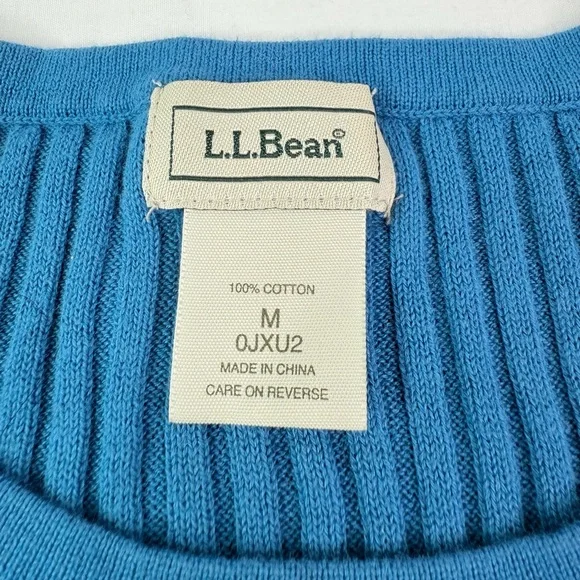 L.L.Bean®
100% COTTON
M
0JXU2
MADE IN CHINA
CARE ON REVERSE